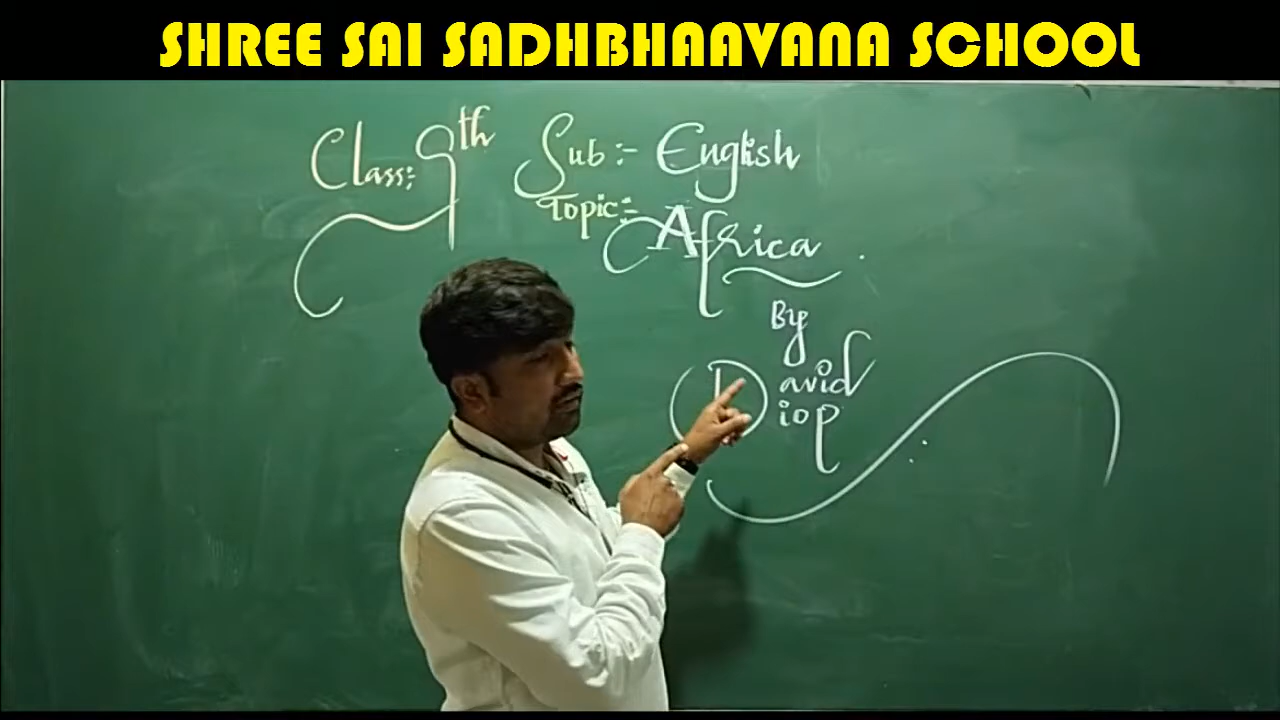 SHREE SAI SADHBHAAVANA SCHOOL
Class:- 9th Sub :- English
Topic :- Africa
By
David
Diop